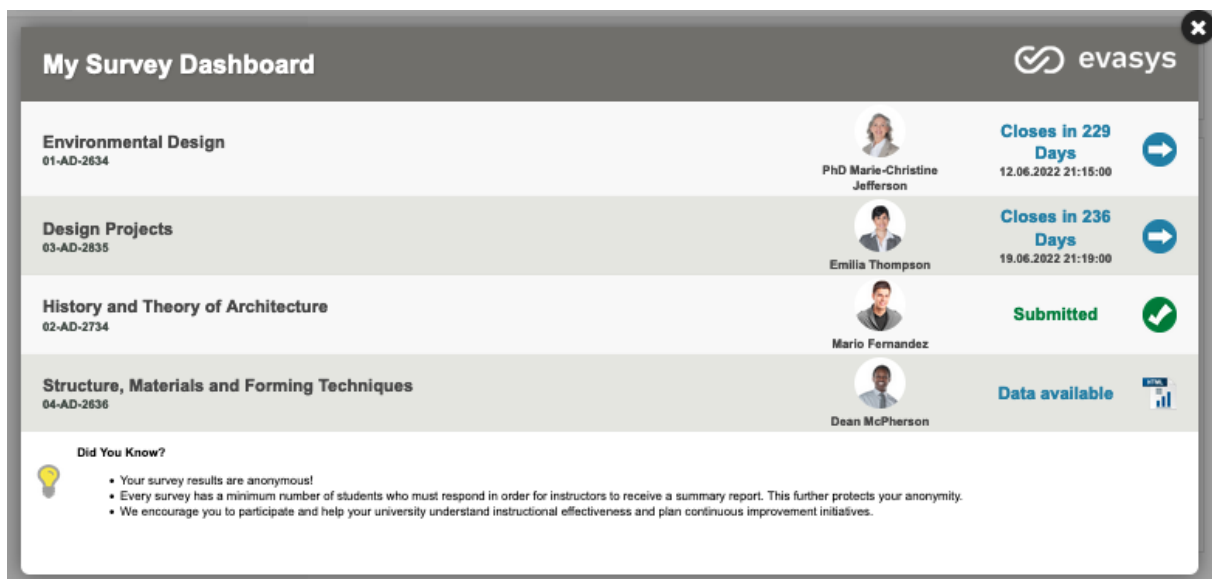 My Survey Dashboard
evasys
Environmental Design
01-AD-2634
PhD Marie-Christine
Jefferson
Closes in 229
Days
12.06.2022 21:15:00
Design Projects
03-AD-2835
Emilia Thompson
Closes in 236
Days
19.06.2022 21:19:00
History and Theory of Architecture
02-AD-2734
Mario Fernandez
Submitted
Structure, Materials and Forming Techniques
04-AD-2636
Dean McPherson
Data available
HTML
Did You Know?
• Your survey results are anonymous!
• Every survey has a minimum number of students who must respond in order for instructors to receive a summary report. This further protects your anonymity.
• We encourage you to participate and help your university understand instructional effectiveness and plan continuous improvement initiatives.